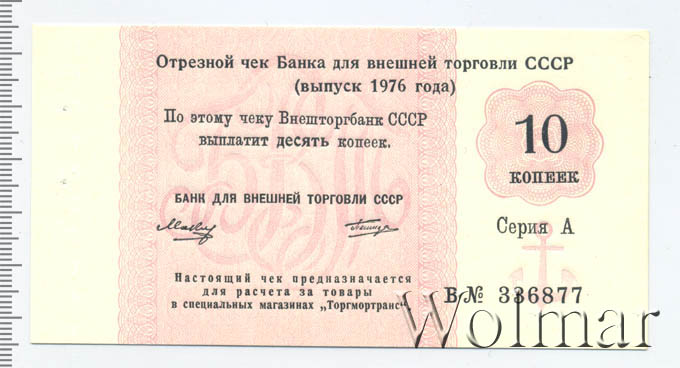 Отрезной чек Банка для внешней торговли СССР
(выпуск 1976 года)
По этому чеку Внешторгбанк СССР
выплатит десять копеек.
10
КОПЕЕК
БАНК ДЛЯ ВНЕШНЕЙ ТОРГОВЛИ СССР
Серия А
Настоящий чек предназначается
для расчета за товары
в специальных магазинах „Торгмортранс".
В№ 336877
Wolmar